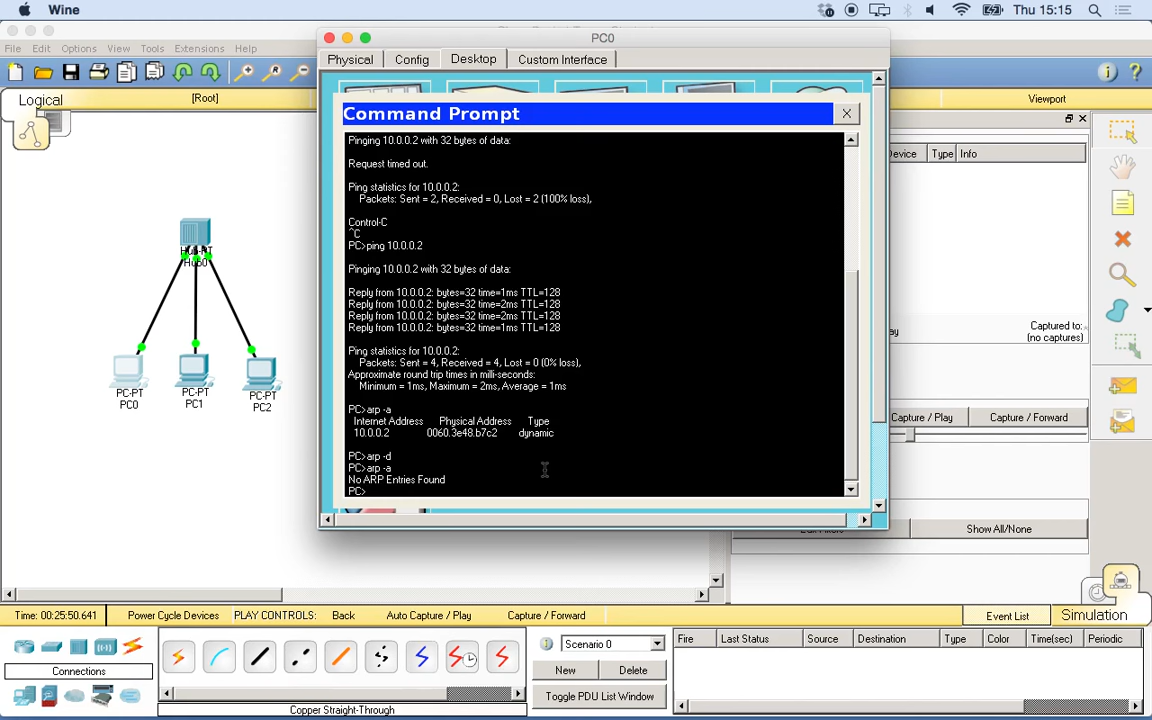 Wine
Thu 15:15
PC0
File Edit Options View Tools Extensions Help
Physical Config Desktop Custom Interface
Logical
[Root]
Viewport
Command Prompt
Pinging 10.0.0.2 with 32 bytes of data:
Request timed out.
Ping statistics for 10.0.0.2:
Packets: Sent = 2, Received = 0, Lost = 2 (100% loss),
Control-C
^C
PC>ping 10.0.0.2
Pinging 10.0.0.2 with 32 bytes of data:
Reply from 10.0.0.2: bytes=32 time=1ms TTL=128
Reply from 10.0.0.2: bytes=32 time=2ms TTL=128
Reply from 10.0.0.2: bytes=32 time=2ms TTL=128
Reply from 10.0.0.2: bytes=32 time=1ms TTL=128
Ping statistics for 10.0.0.2:
Packets: Sent = 4, Received = 4, Lost = 0 (0% loss),
Approximate round trip times in milli-seconds:
Minimum = 1ms, Maximum = 2ms, Average = 1ms
PC>arp -a
Internet Address Physical Address Type
10.0.0.2 0060.3e48.b7c2 dynamic
PC>arp -d
PC>arp -a
No ARP Entries Found
PC>
Device Type Info
Captured to:
(no captures)
Capture / Play Capture / Forward
Show All/None
Hub-PT
Hub0
PC-PT
PC0
PC-PT
PC1
PC-PT
PC2
Time: 00:25:50.641 Power Cycle Devices PLAY CONTROLS: Back Auto Capture / Play Capture / Forward
Event List
Simulation
Connections
Copper Straight-Through
Scenario 0
New Delete
Toggle PDU List Window
Fire Last Status Source Destination Type Color Time(sec) Periodic